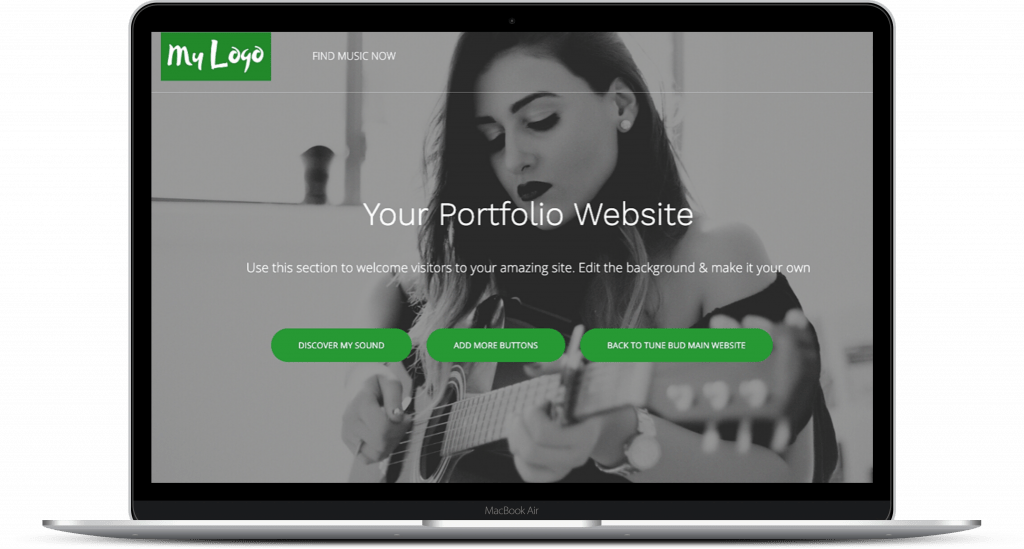 My Logo
FIND MUSIC NOW
Your Portfolio Website
Use this section to welcome visitors to your amazing site. Edit the background & make it your own
DISCOVER MY SOUND
ADD MORE BUTTONS
BACK TO TUNE BUD MAIN WEBSITE
MacBook Air